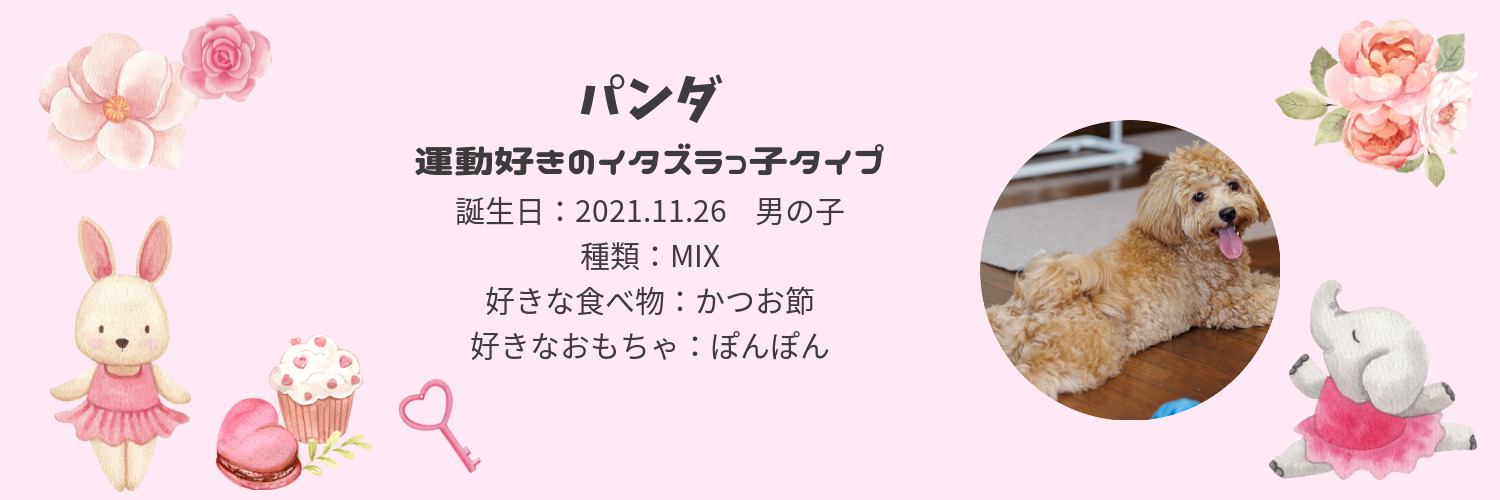 パンダ
運動好きのイタズラっ子タイプ
誕生日：2021.11.26　男の子
種類：MIX
好きな食べ物：かつお節
好きなおもちゃ：ぽんぽん